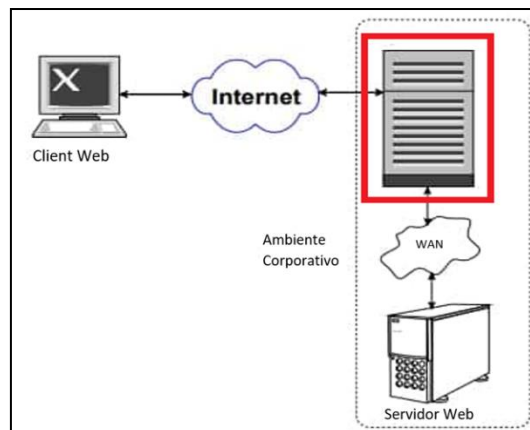 Internet
Client Web
Ambiente
Corporativo
WAN
Servidor Web